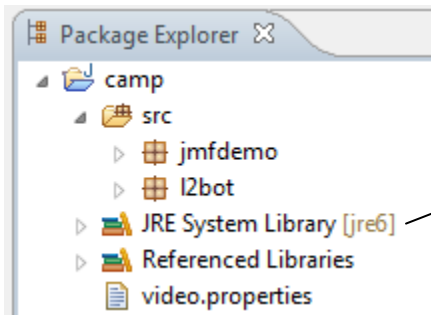 Package Explorer
camp
src
jmfdemo
l2bot
JRE System Library [jre6]
Referenced Libraries
video.properties